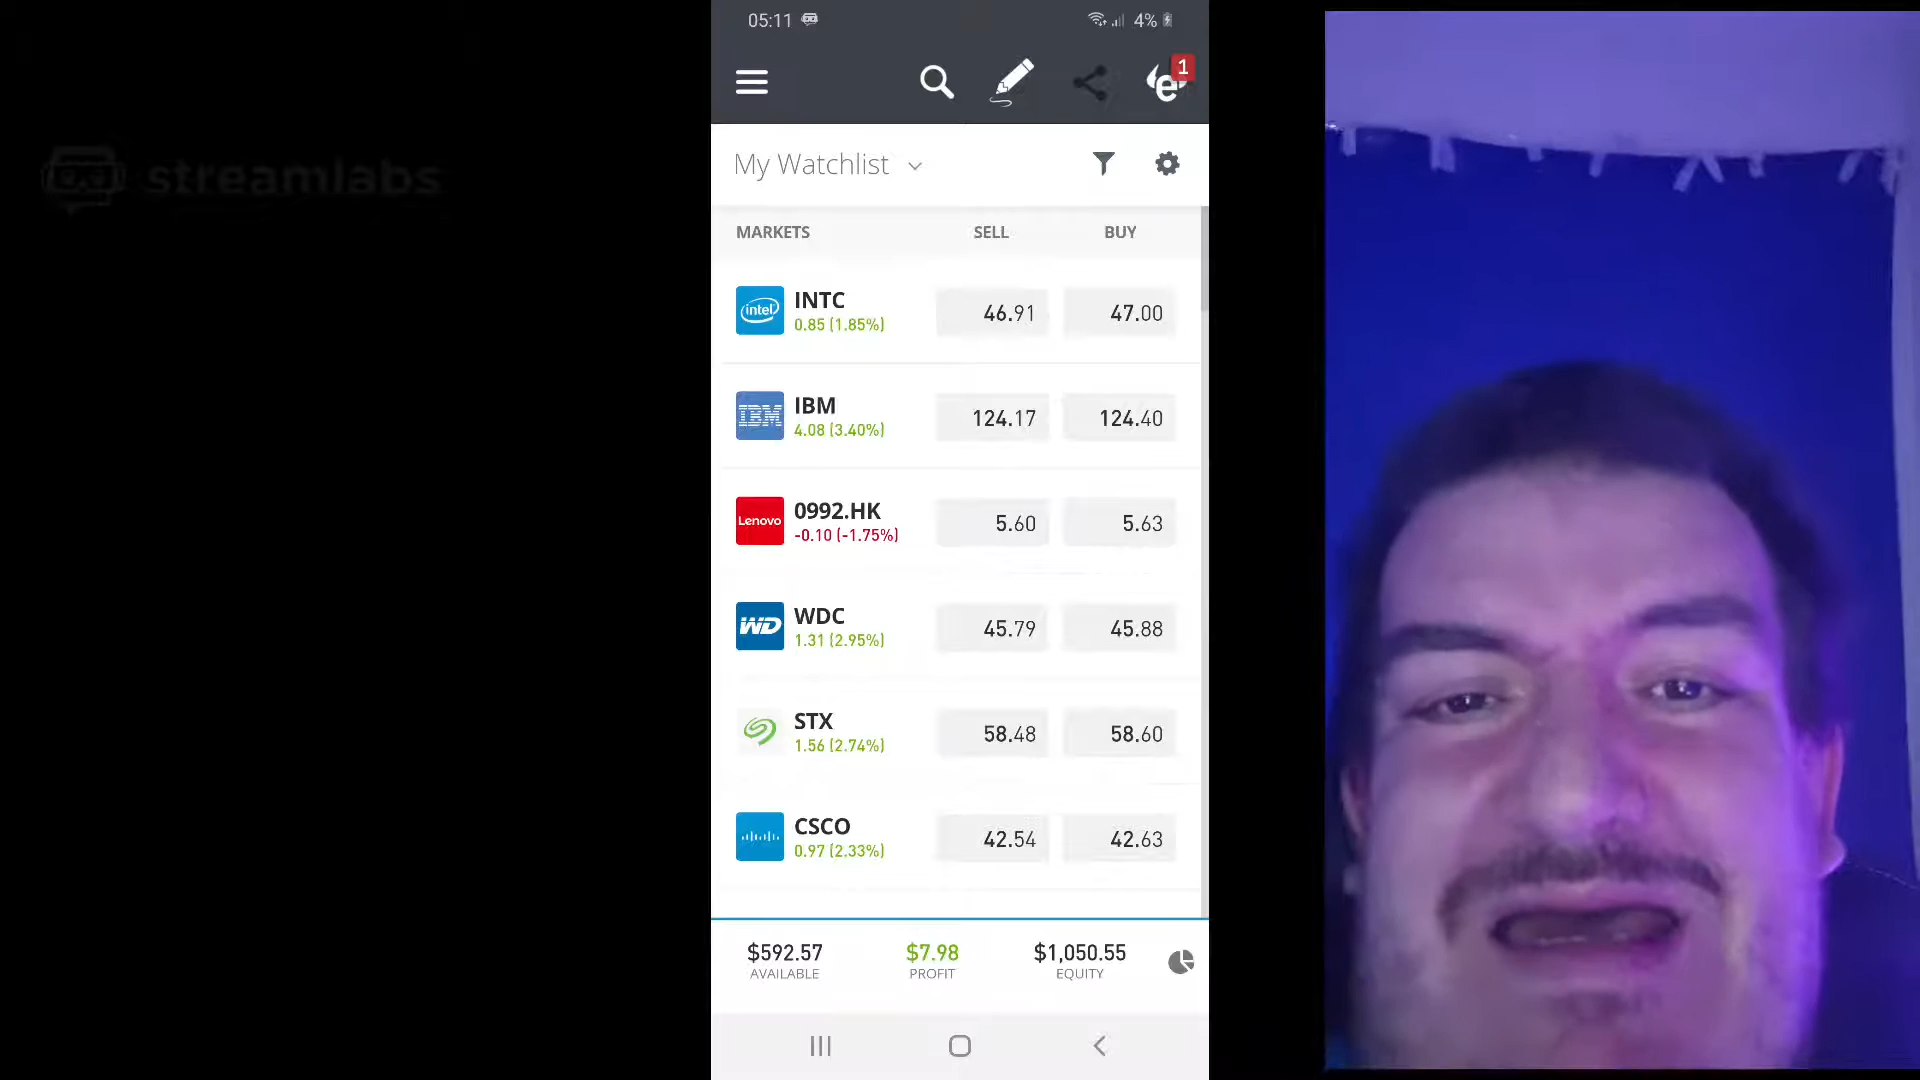 05:11
4%
1
e
streamlabs
My Watchlist
MARKETS SELL BUY
intel INTC 46.91 47.00
0.85 (1.85%)
IBM IBM 124.17 124.40
4.08 (3.40%)
Lenovo 0992.HK 5.60 5.63
-0.10 (-1.75%)
WD WDC 45.79 45.88
1.31 (2.95%)
STX 58.48 58.60
1.56 (2.74%)
CSCO 42.54 42.63
0.97 (2.33%)
$592.57 $7.98 $1,050.55
AVAILABLE PROFIT EQUITY